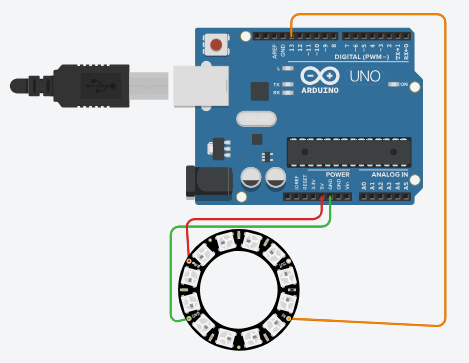 AREF
GND
13
12
~11
~10
~9
8
7
~6
~5
4
~3
2
TX→1
RX←0
DIGITAL (PWM~)
L
TX
RX
UNO
ARDUINO
ON
POWER
ANALOG IN
IOREF
RESET
3.3V
5V
GND
GND
Vin
A0
A1
A2
A3
A4
A5